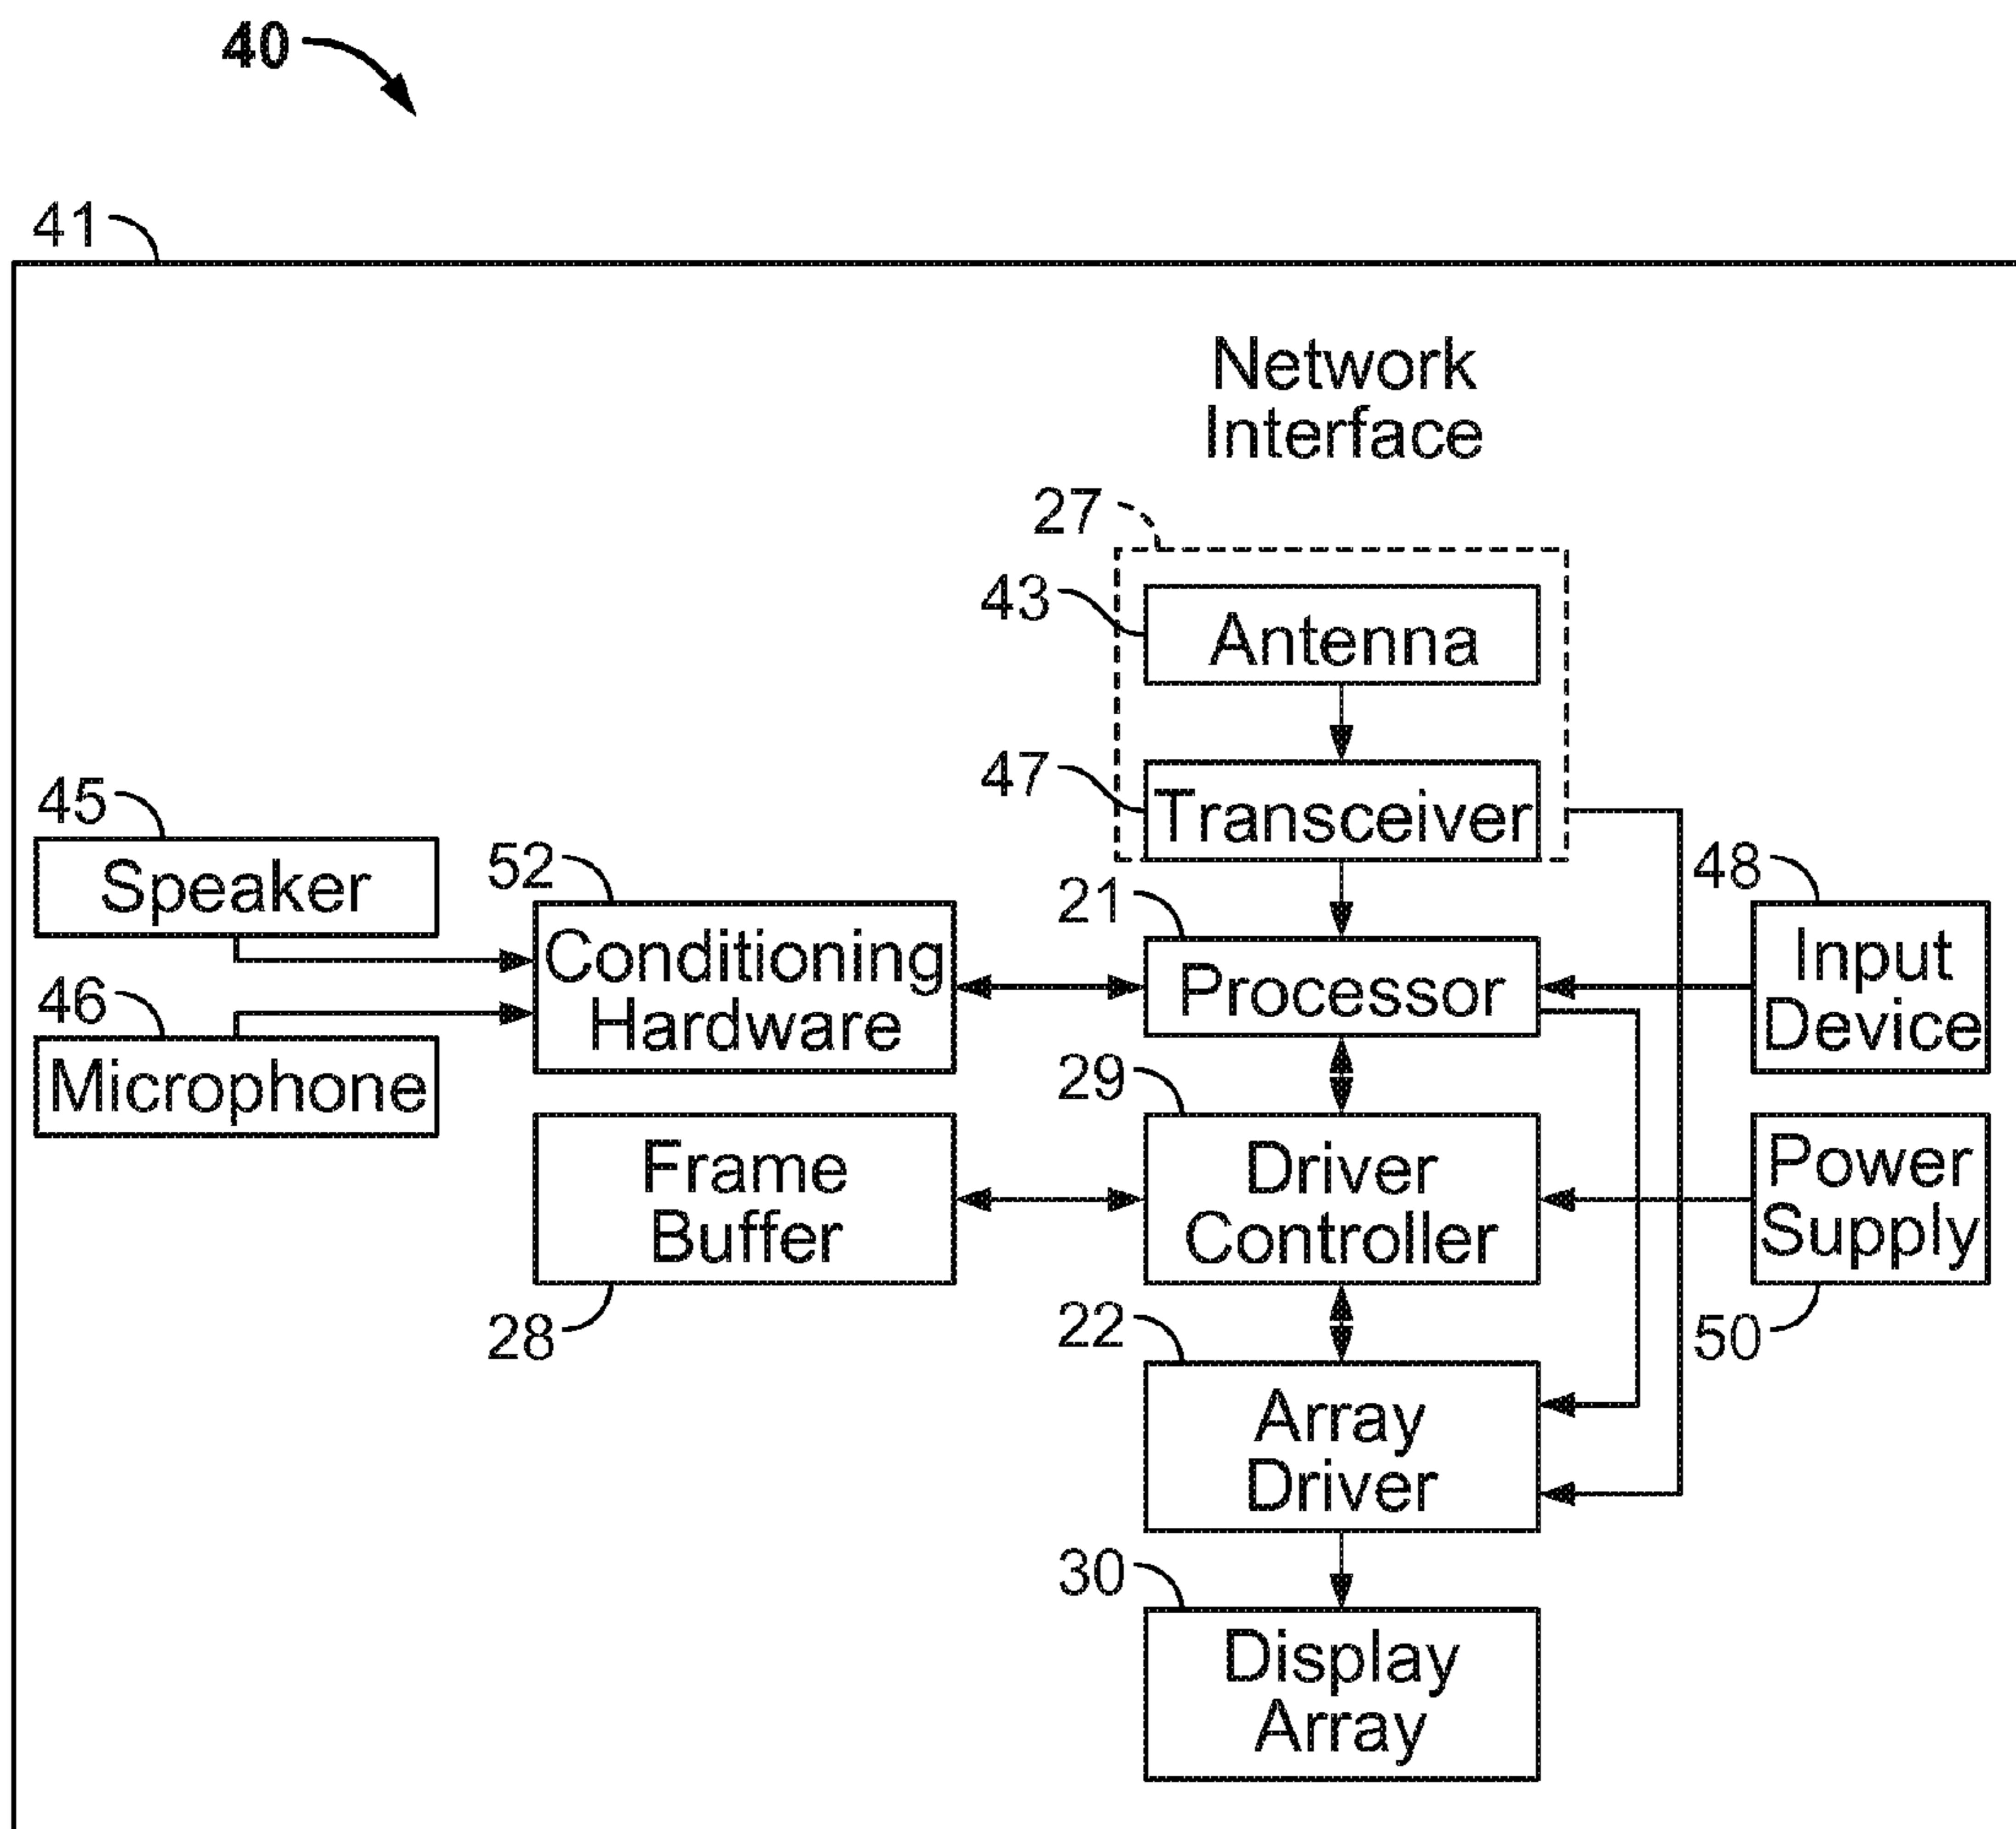 40
41
Network
Interface
27
43
Antenna
47
Transceiver
45
Speaker
52
Conditioning
Hardware
21
Processor
48
Input
Device
46
Microphone
29
Driver
Controller
Frame
Buffer
28
Power
Supply
50
22
Array
Driver
30
Display
Array